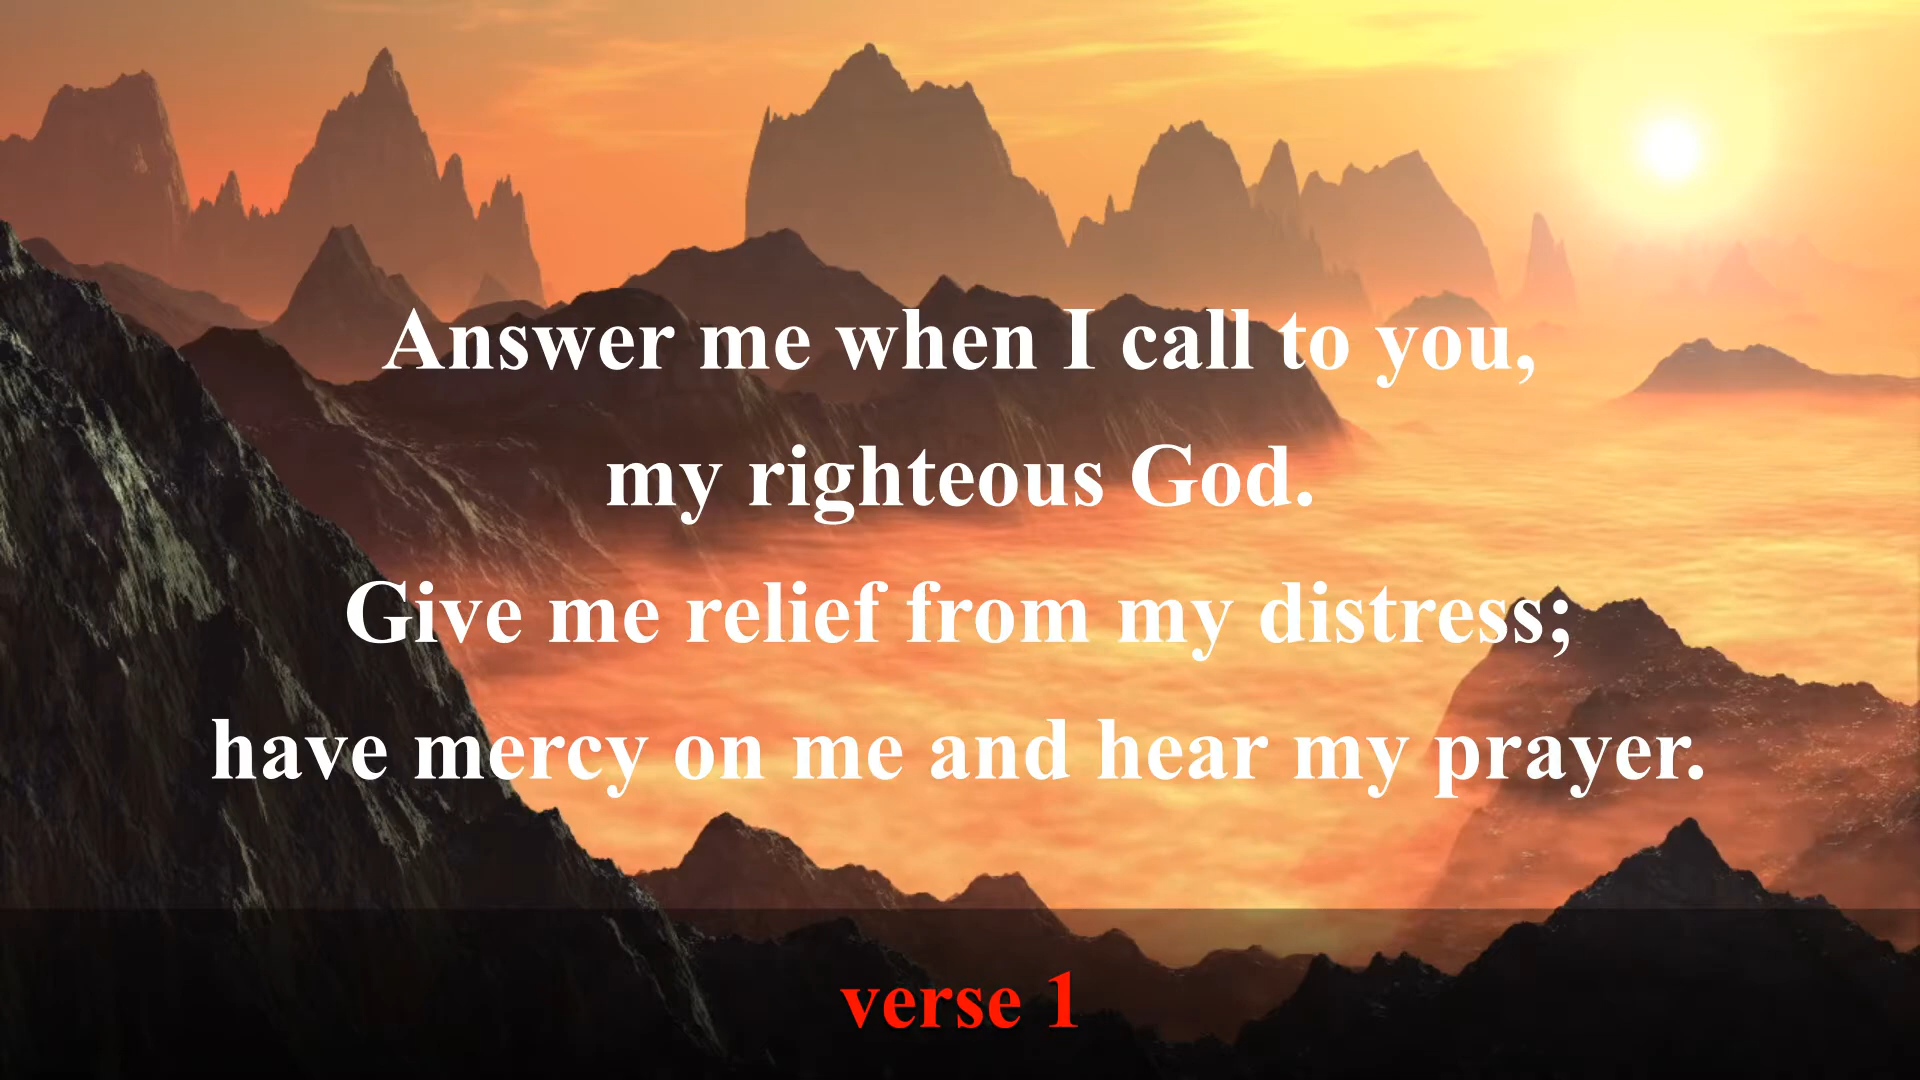 Answer me when I call to you,
my righteous God.
Give me relief from my distress;
have mercy on me and hear my prayer.
verse 1